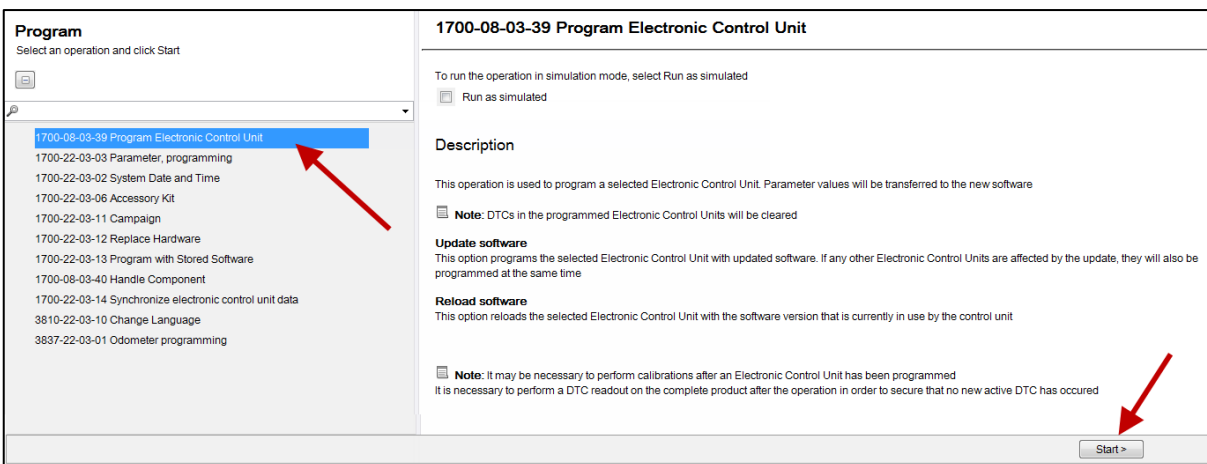 Program
Select an operation and click Start
1700-08-03-39 Program Electronic Control Unit
1700-22-03-03 Parameter, programming
1700-22-03-02 System Date and Time
1700-22-03-06 Accessory Kit
1700-22-03-11 Campaign
1700-22-03-12 Replace Hardware
1700-22-03-13 Program with Stored Software
1700-08-03-40 Handle Component
1700-22-03-14 Synchronize electronic control unit data
3810-22-03-10 Change Language
3837-22-03-01 Odometer programming
1700-08-03-39 Program Electronic Control Unit
To run the operation in simulation mode, select Run as simulated
Run as simulated
Description
This operation is used to program a selected Electronic Control Unit. Parameter values will be transferred to the new software
Note: DTCs in the programmed Electronic Control Units will be cleared
Update software
This option programs the selected Electronic Control Unit with updated software. If any other Electronic Control Units are affected by the update, they will also be
programmed at the same time
Reload software
This option reloads the selected Electronic Control Unit with the software version that is currently in use by the control unit
Note: It may be necessary to perform calibrations after an Electronic Control Unit has been programmed
It is necessary to perform a DTC readout on the complete product after the operation in order to secure that no new active DTC has occured
Start >